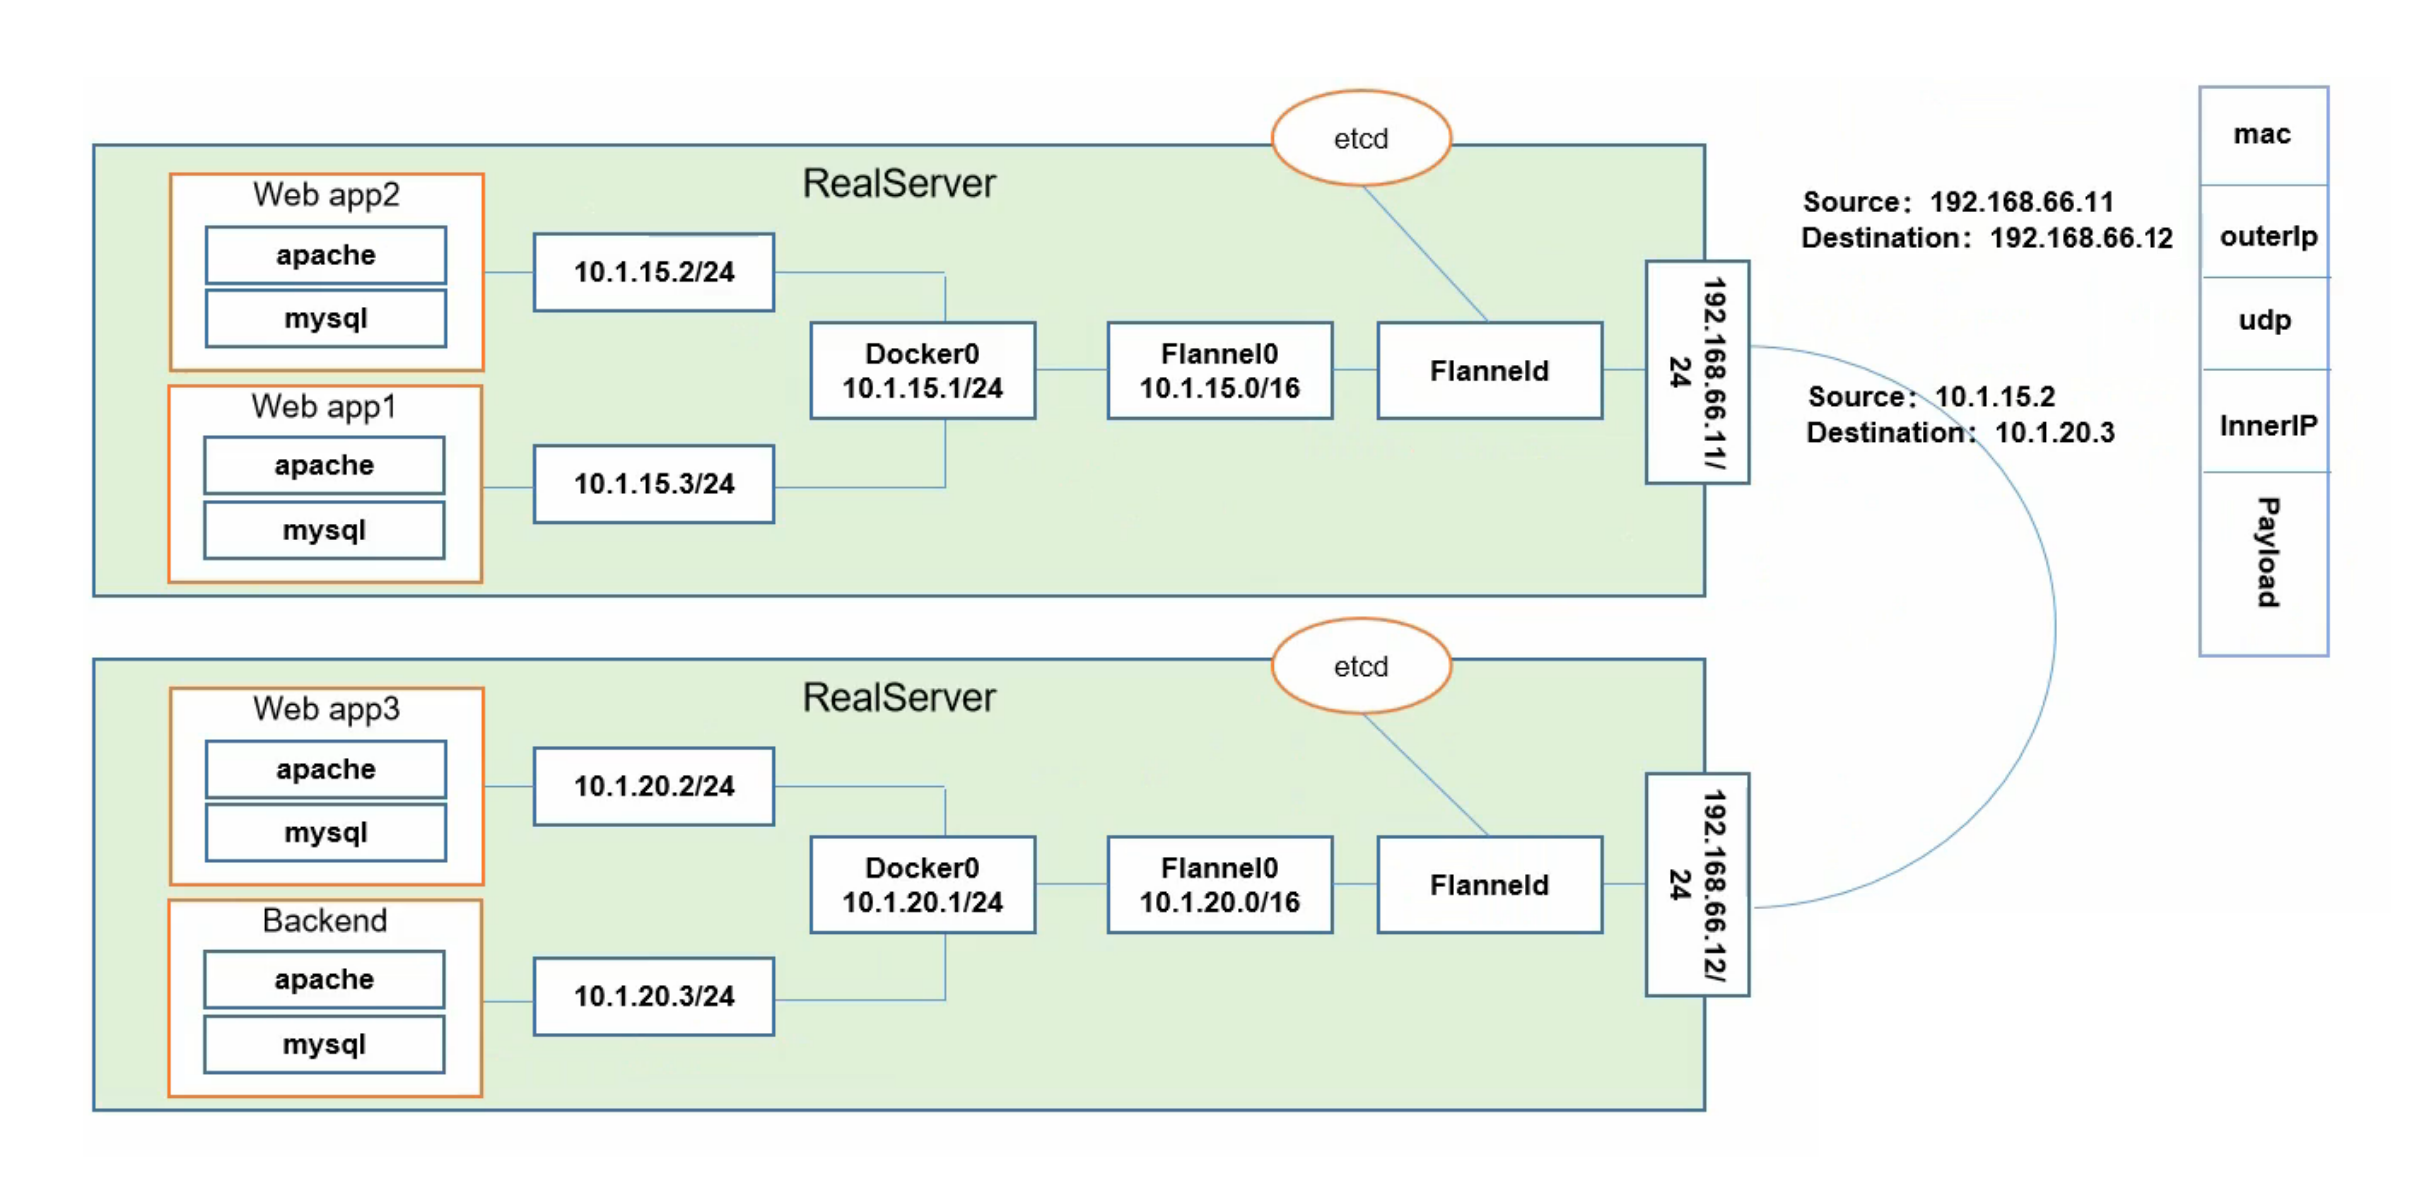 etcd
RealServer
Web app2
apache
mysql
10.1.15.2/24
Web app1
apache
mysql
10.1.15.3/24
Docker0
10.1.15.1/24
Flannel0
10.1.15.0/16
Flanneld
192.168.66.11/
24
Source：192.168.66.11
Destination：192.168.66.12
Source：10.1.15.2
Destination：10.1.20.3
mac
outerIp
udp
InnerIP
Payload
etcd
RealServer
Web app3
apache
mysql
10.1.20.2/24
Backend
apache
mysql
10.1.20.3/24
Docker0
10.1.20.1/24
Flannel0
10.1.20.0/16
Flanneld
192.168.66.12/
24